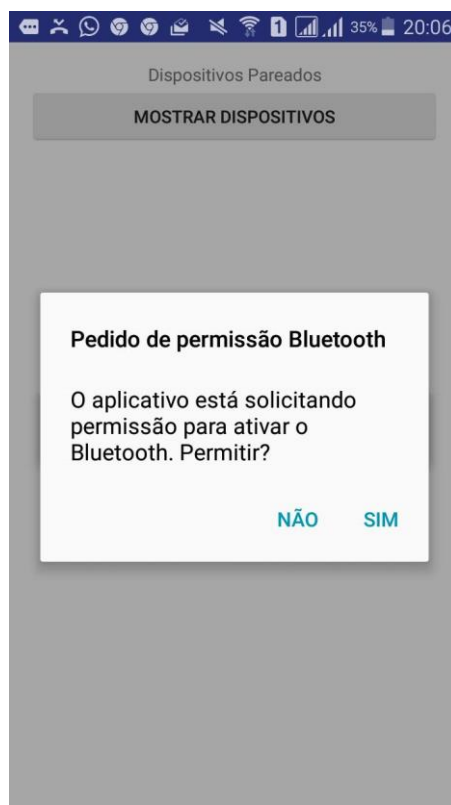 1 35% 20:06
Dispositivos Pareados
MOSTRAR DISPOSITIVOS
Pedido de permissão Bluetooth
O aplicativo está solicitando
permissão para ativar o
Bluetooth. Permitir?
NÃO SIM